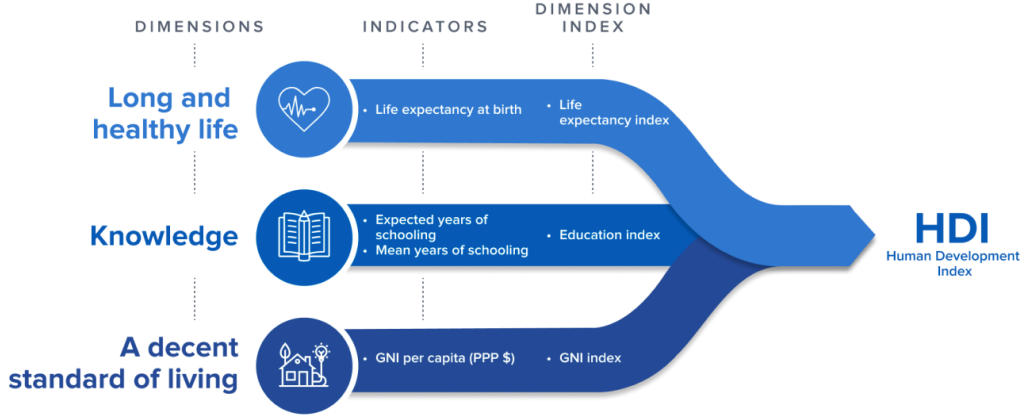 DIMENSIONS
INDICATORS
DIMENSION
INDEX
Long and
healthy life
• Life expectancy at birth
• Life
expectancy index
Knowledge
• Expected years of
schooling
• Mean years of schooling
• Education index
HDI
Human Development
Index
A decent
standard of living
• GNI per capita (PPP $)
• GNI index